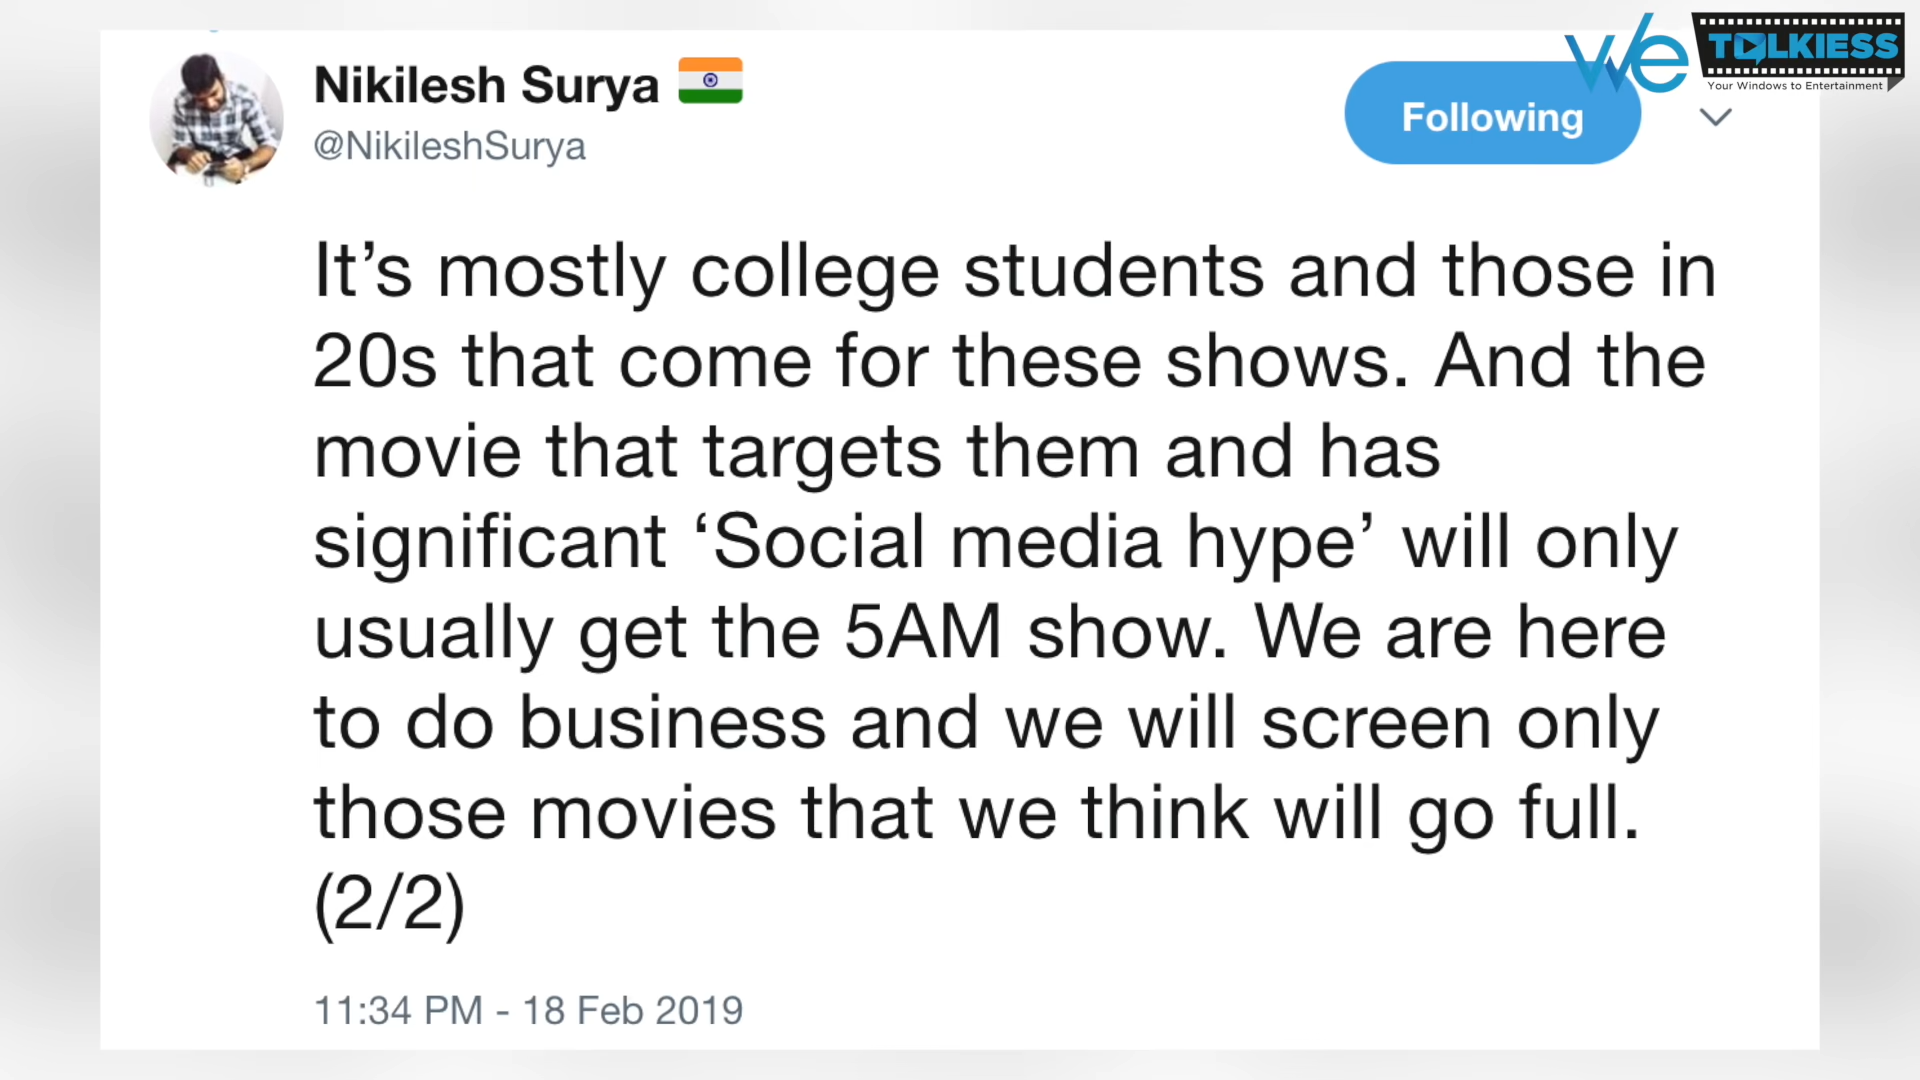 We TALKIESS
Your Windows to Entertainment
Nikilesh Surya
@NikileshSurya
Following
It’s mostly college students and those in
20s that come for these shows. And the
movie that targets them and has
significant ‘Social media hype’ will only
usually get the 5AM show. We are here
to do business and we will screen only
those movies that we think will go full.
(2/2)
11:34 PM - 18 Feb 2019